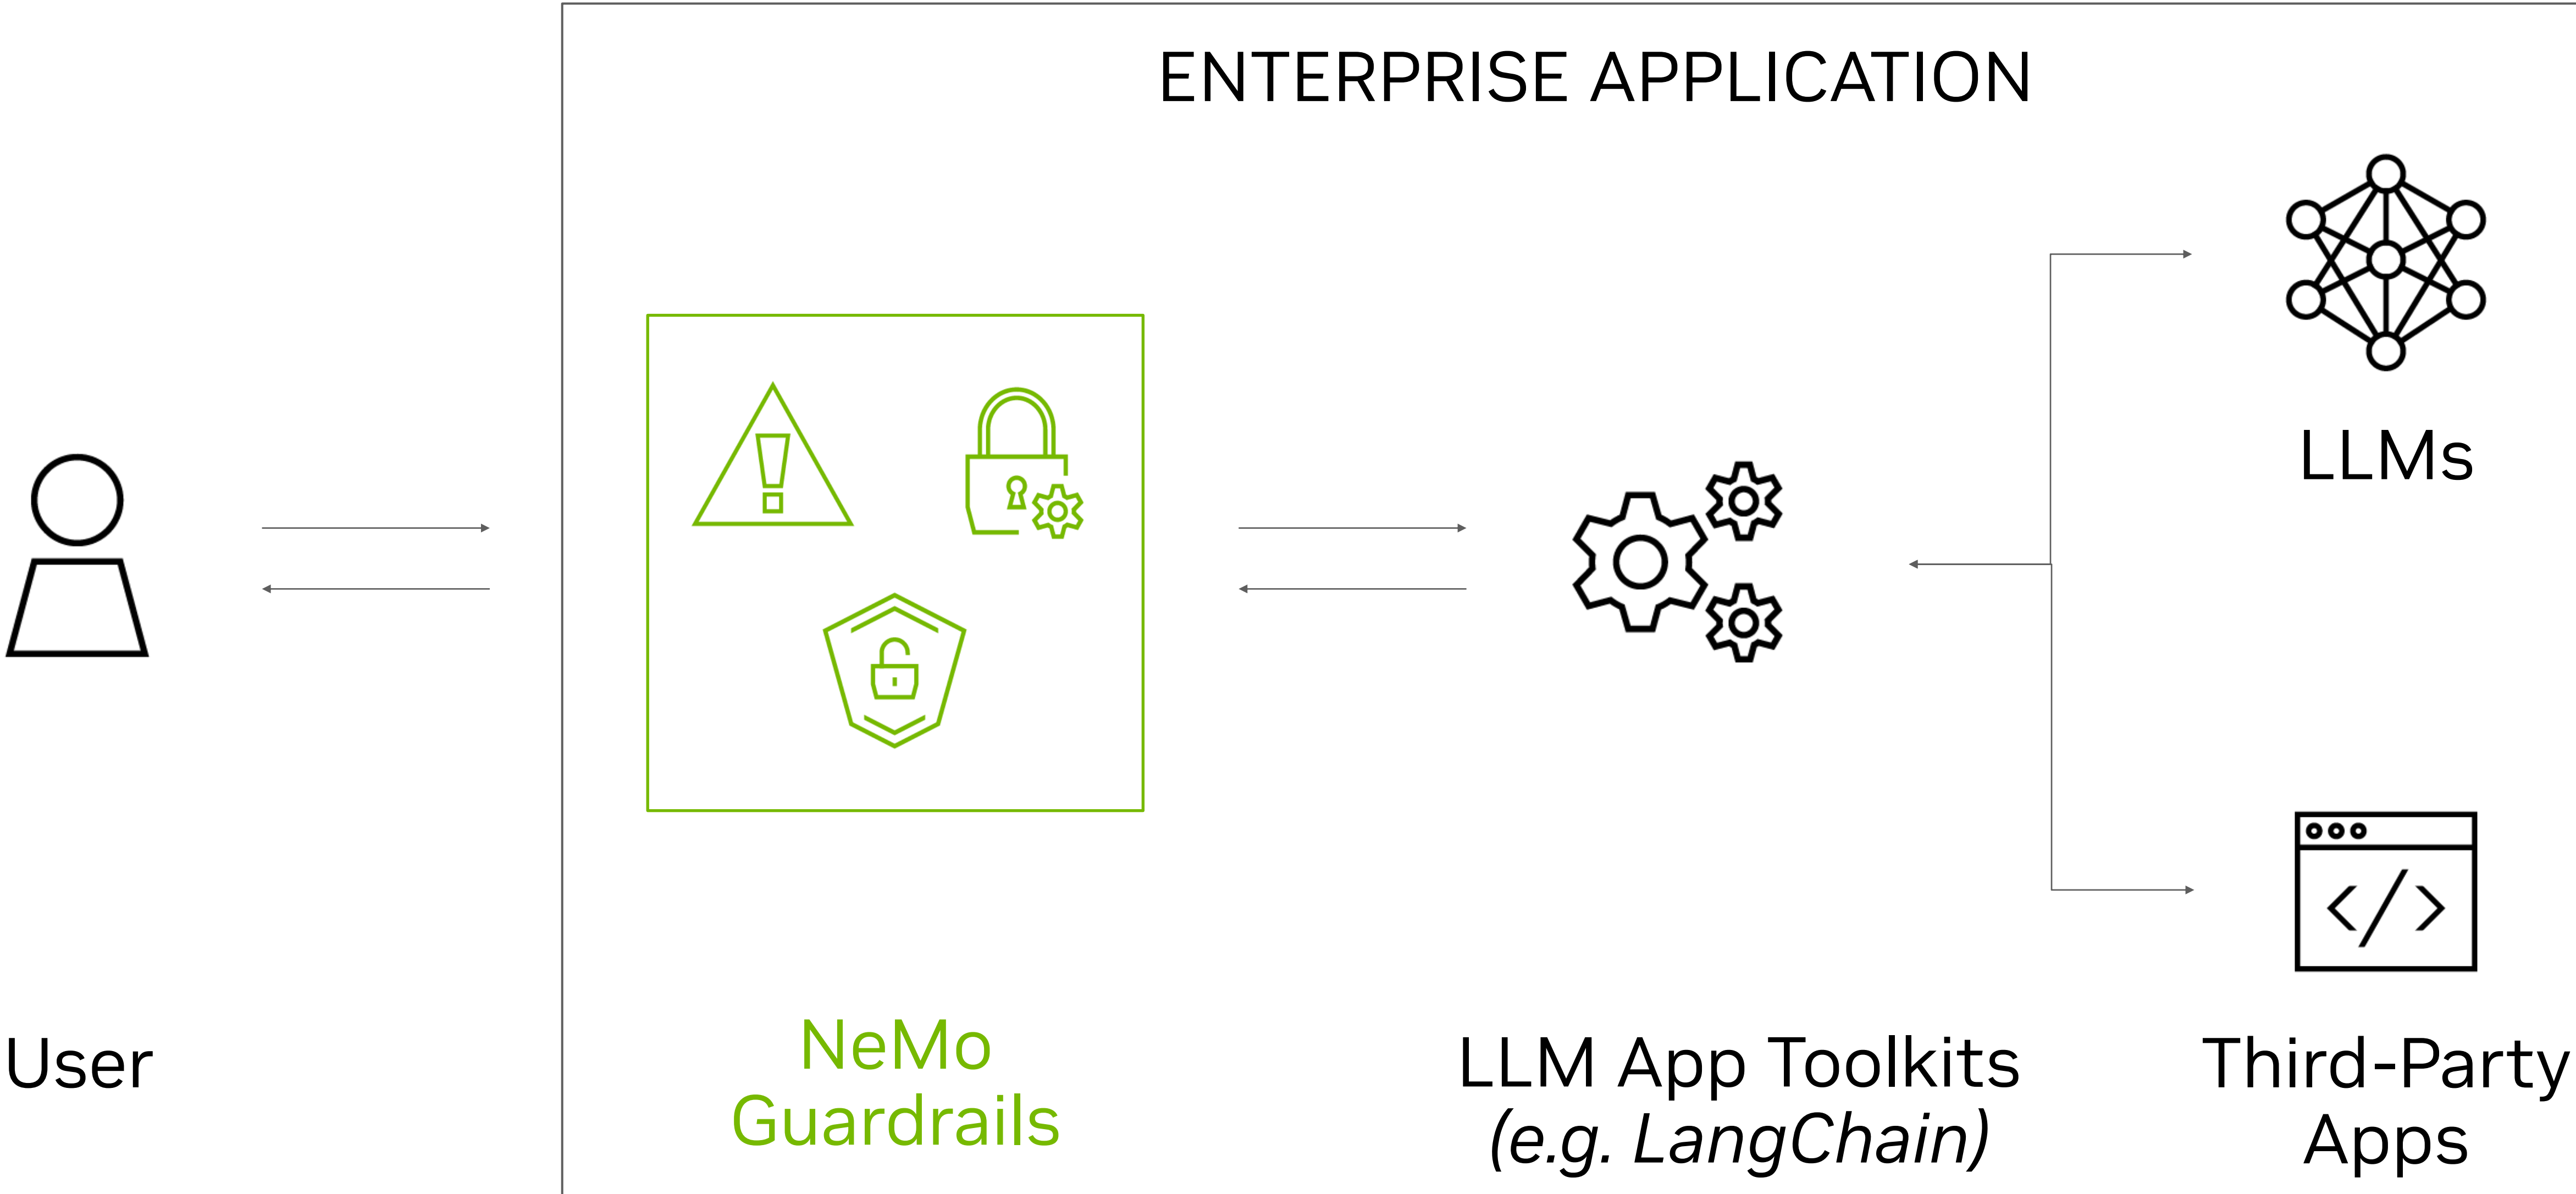 ENTERPRISE APPLICATION
LLMs
</>
User
NeMo
Guardrails
LLM App Toolkits
(e.g. LangChain)
Third-Party
Apps